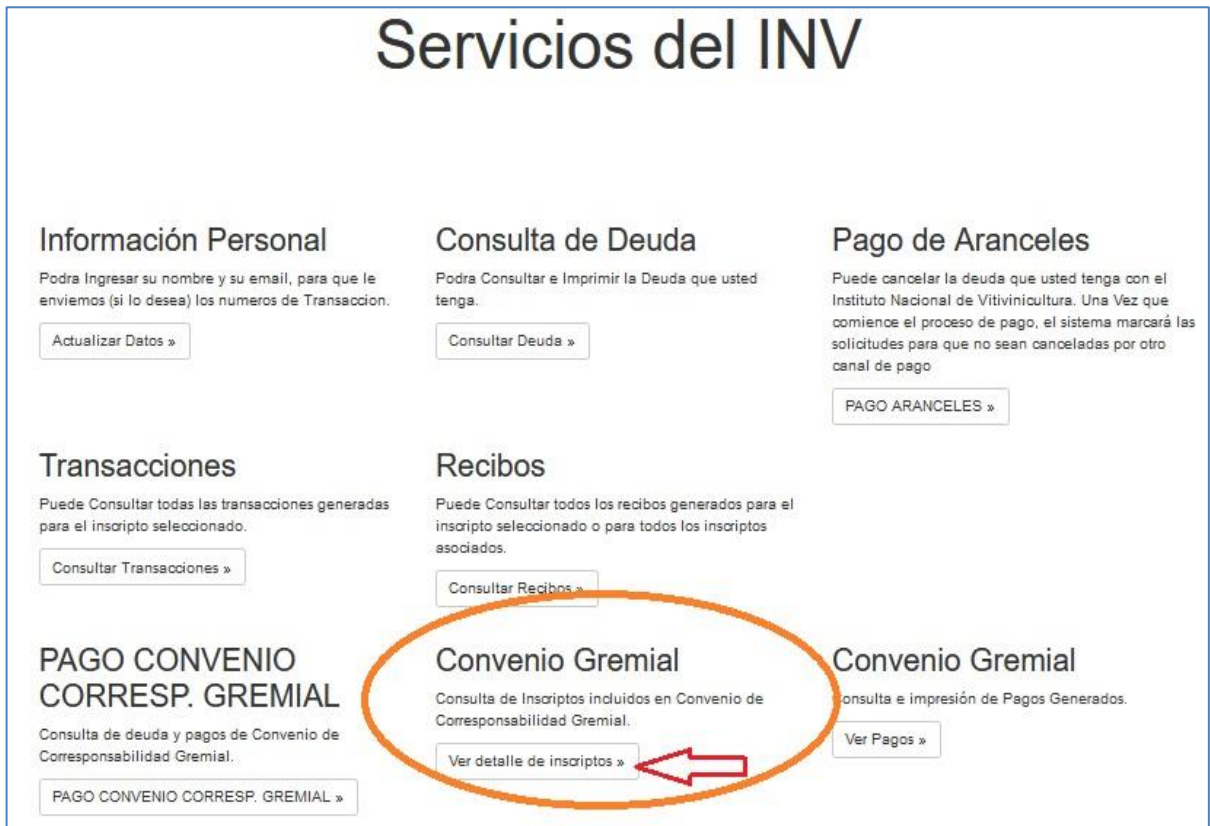 Servicios del INV
Información Personal
Podra Ingresar su nombre y su email, para que le
enviemos (si lo desea) los numeros de Transaccion.
Actualizar Datos »
Consulta de Deuda
Podra Consultar e Imprimir la Deuda que usted
tenga.
Consultar Deuda »
Pago de Aranceles
Puede cancelar la deuda que usted tenga con el
Instituto Nacional de Vitivinicultura. Una Vez que
comience el proceso de pago, el sistema marcará las
solicitudes para que no sean canceladas por otro
canal de pago
PAGO ARANCELES »
Transacciones
Puede Consultar todas las transacciones generadas
para el inscripto seleccionado.
Consultar Transacciones »
Recibos
Puede Consultar todos los recibos generados para el
inscripto seleccionado o para todos los inscriptos
asociados.
Consultar Recibos »
PAGO CONVENIO
CORRESP. GREMIAL
Consulta de deuda y pagos de Convenio de
Corresponsabilidad Gremial.
PAGO CONVENIO CORRESP. GREMIAL »
Convenio Gremial
Consulta de Inscriptos incluidos en Convenio de
Corresponsabilidad Gremial.
Ver detalle de inscriptos »
Convenio Gremial
Consulta e impresión de Pagos Generados.
Ver Pagos »